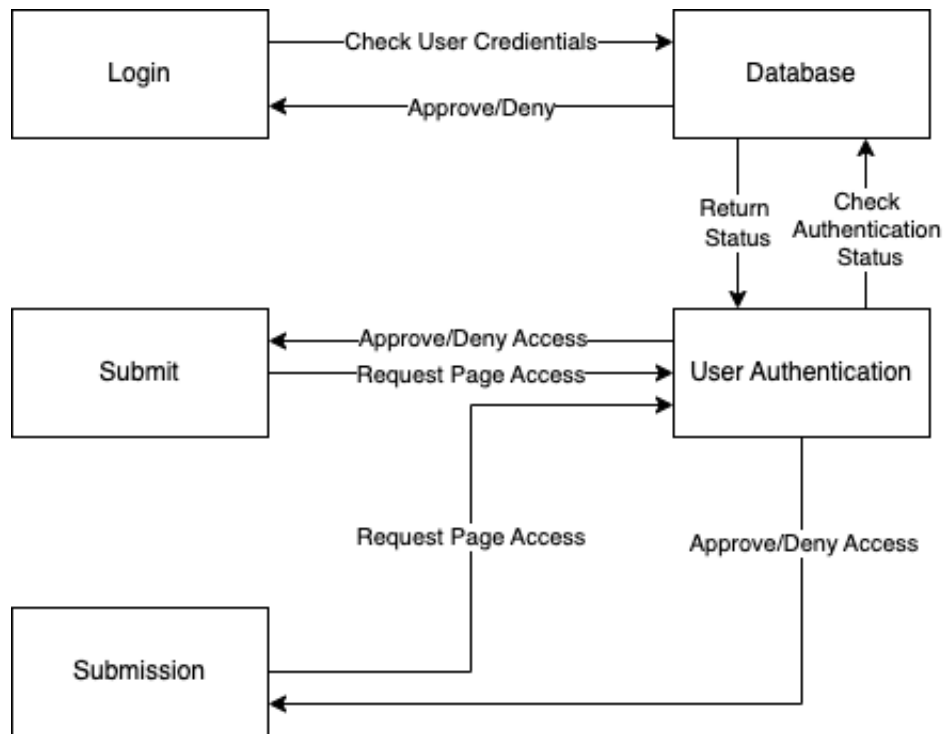 Login
Check User Credientials
Database
Approve/Deny
Return
Status
Check
Authentication
Status
Submit
Approve/Deny Access
Request Page Access
User Authentication
Request Page Access
Approve/Deny Access
Submission